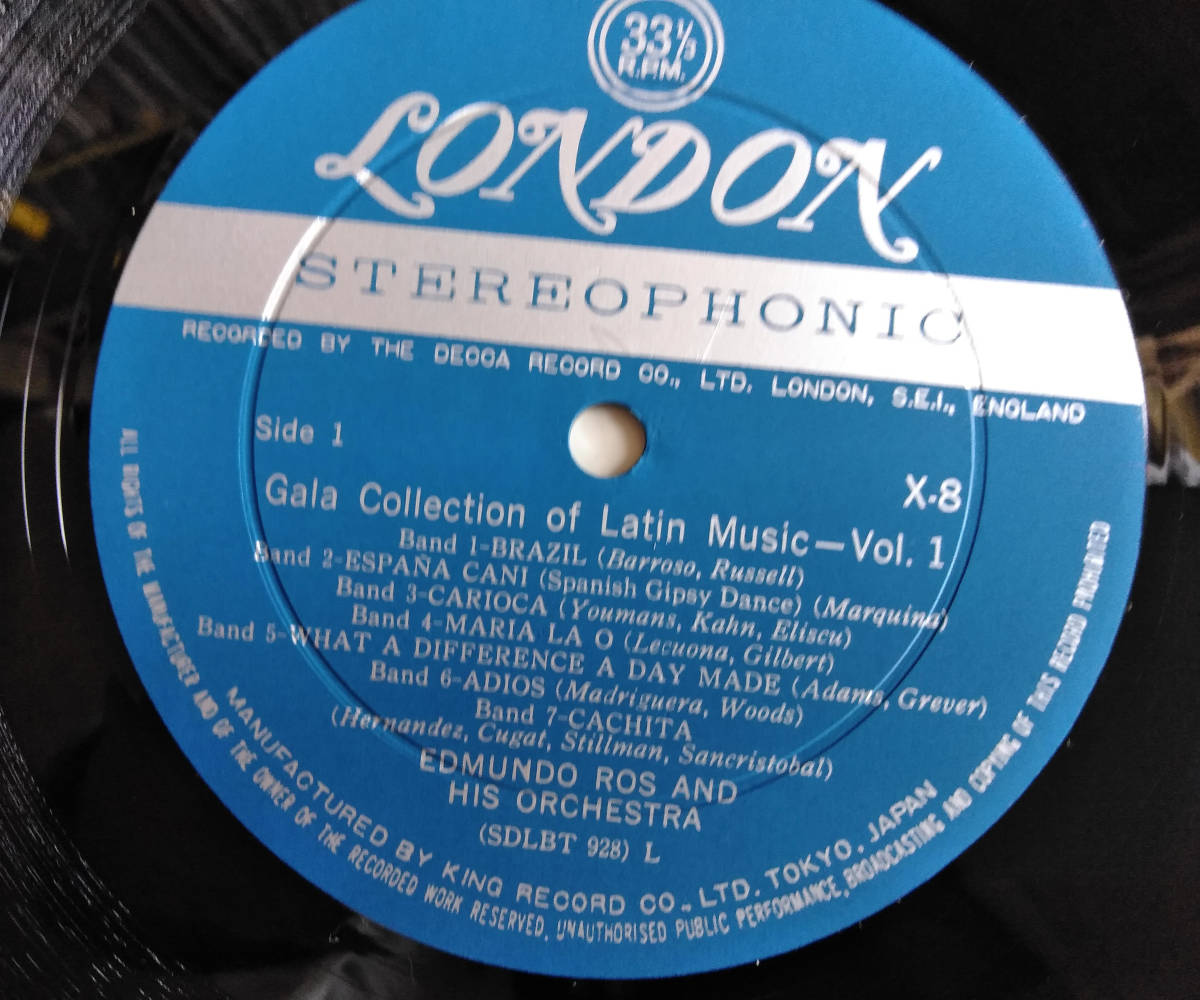 33⅓
R.P.M.
LONDON
STEREOPHONIC
RECORDED BY THE DECCA RECORD CO., LTD. LONDON, S.E.I., ENGLAND
Side 1
X-8
Gala Collection of Latin Music—Vol. 1
Band 1-BRAZIL (Barroso, Russell)
Band 2-ESPAÑA CANI (Spanish Gipsy Dance) (Marquina)
Band 3-CARIOCA (Youmans, Kahn, Eliscu)
Band 4-MARIA LA O (Lecuona, Gilbert)
Band 5-WHAT A DIFFERENCE A DAY MADE (Adams, Grever)
Band 6-ADIOS (Madriguera, Woods)
Band 7-CACHITA
(Hernandez, Cugat, Stillman, Sancristobal)
EDMUNDO ROS AND
HIS ORCHESTRA
(SDLBT 928) L
MANUFACTURED BY KING RECORD CO., LTD. TOKYO. JAPAN
ALL RIGHTS OF THE MANUFACTURER AND OF THE OWNER OF THE RECORDED WORK RESERVED. UNAUTHORISED PUBLIC PERFORMANCE, BROADCASTING AND COPYING OF THIS RECORD PROHIBITED